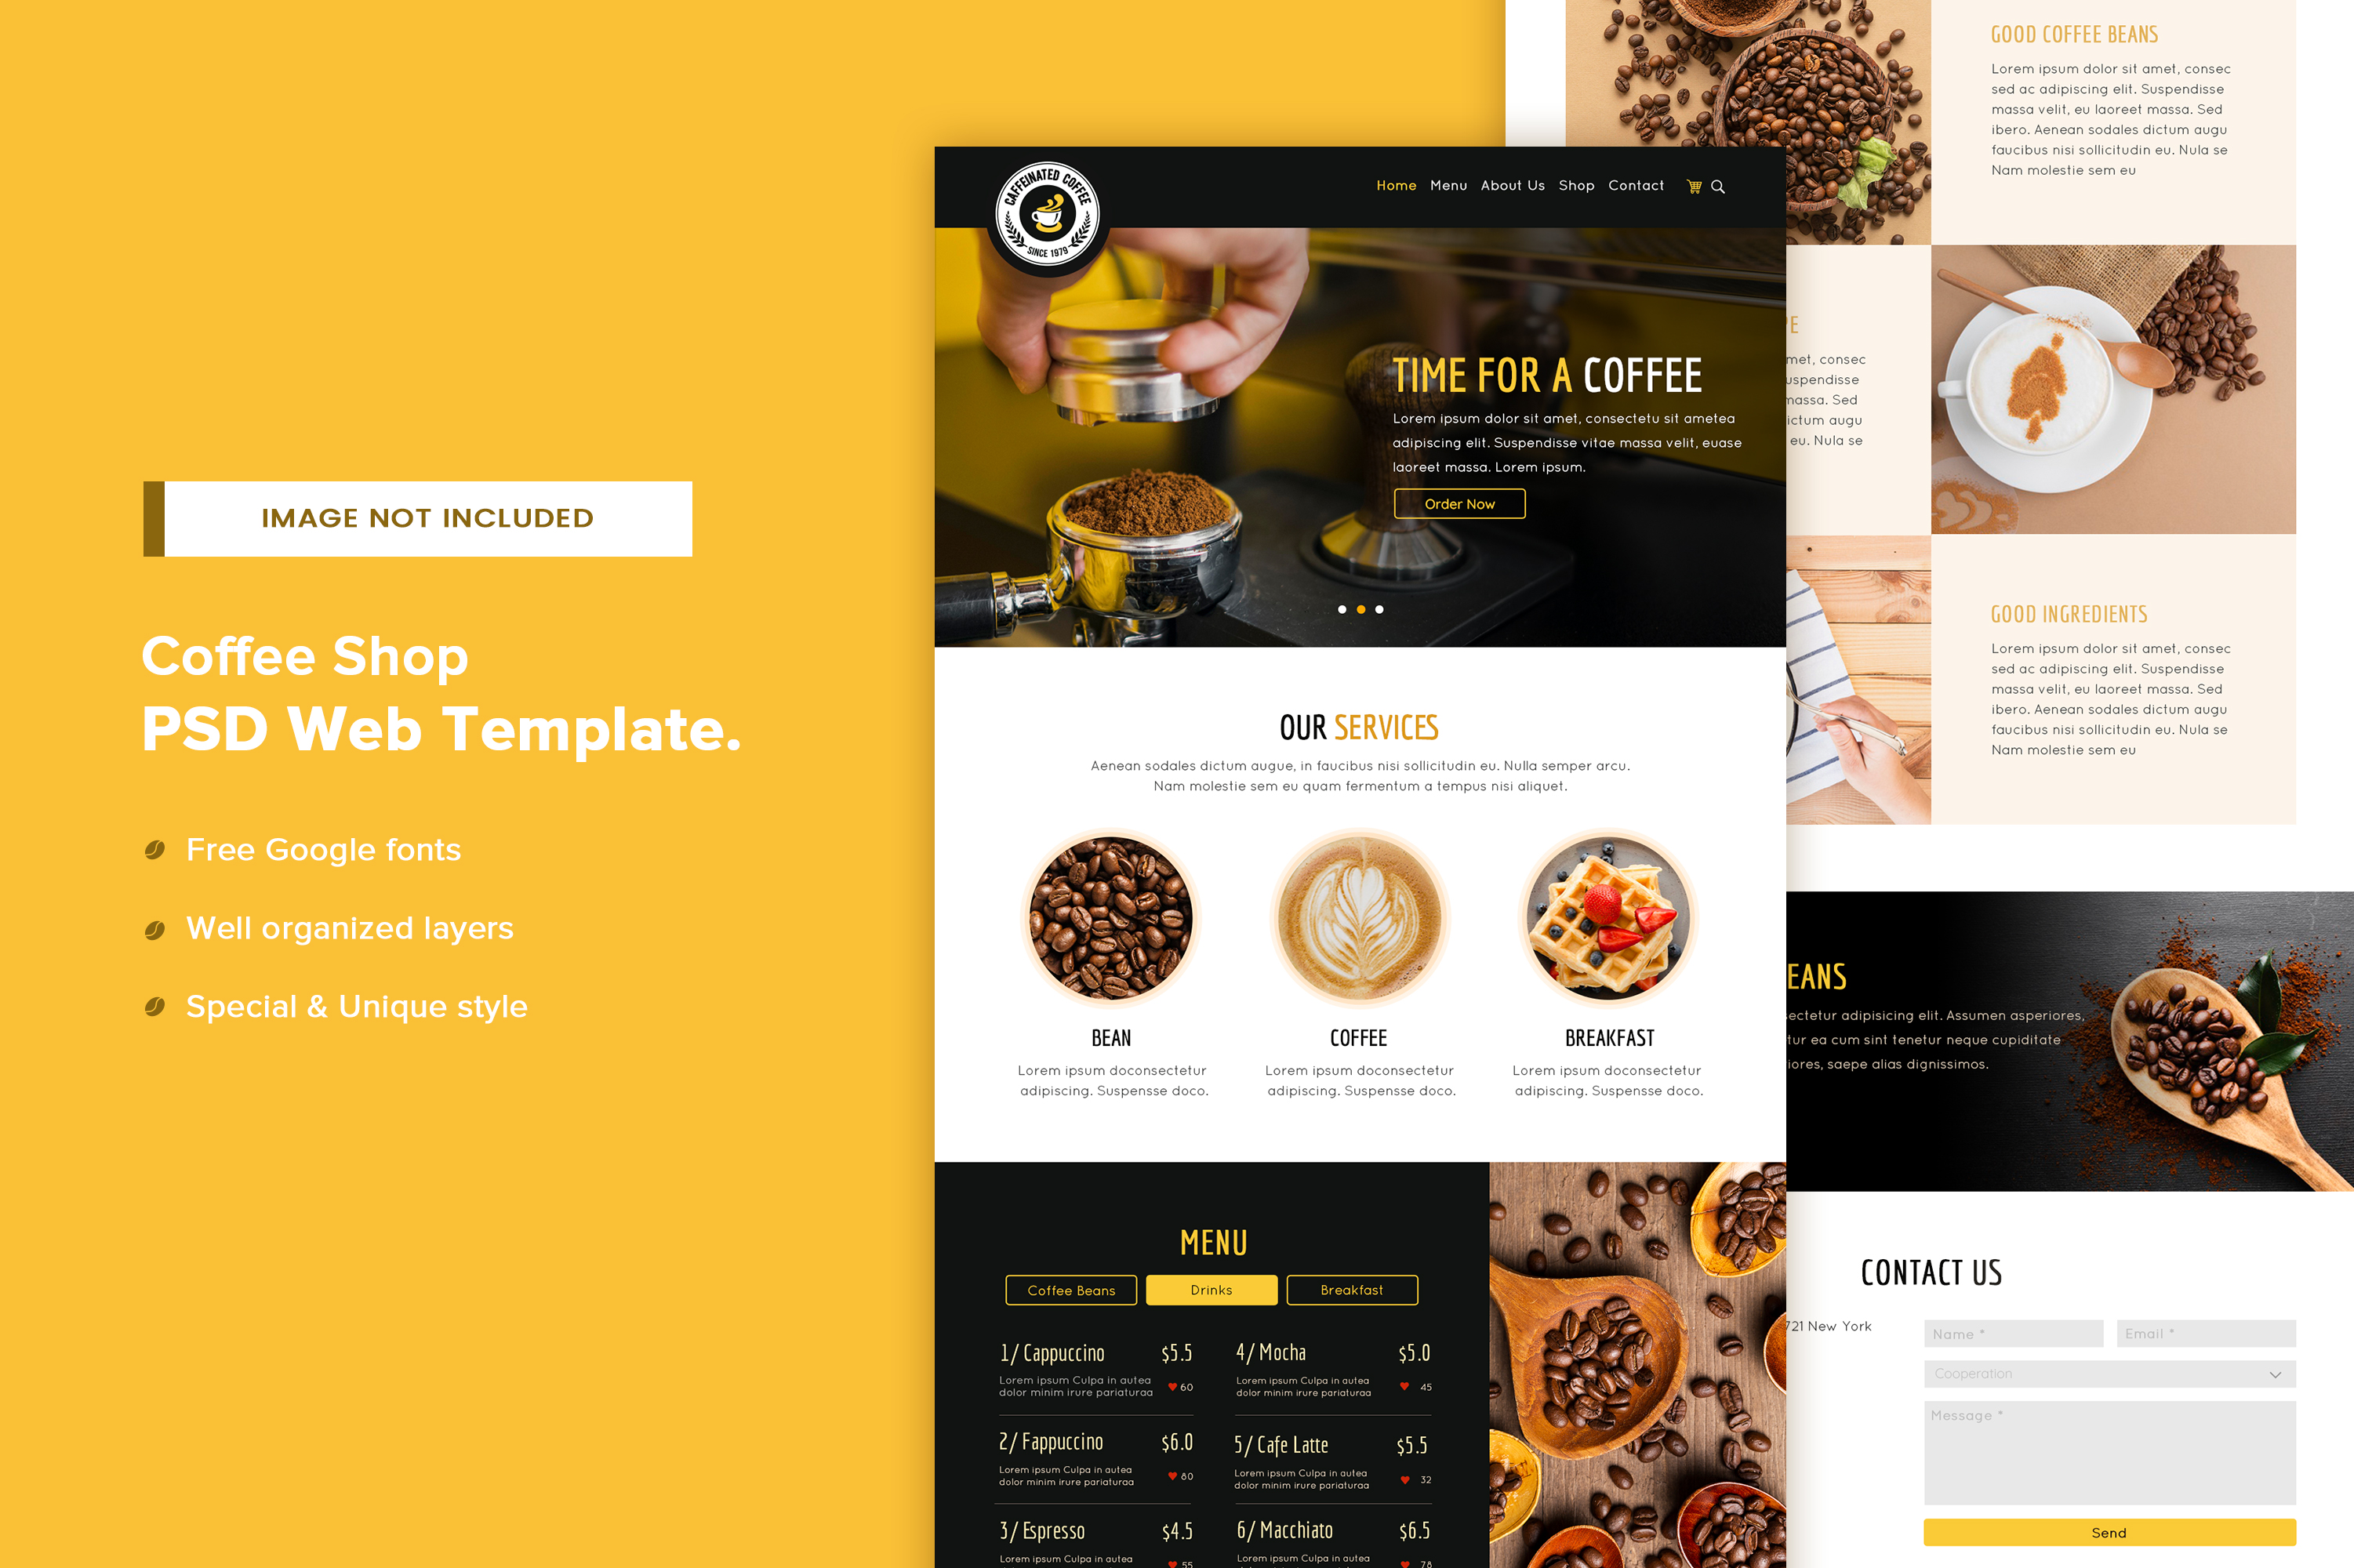 IMAGE NOT INCLUDED
Coffee Shop
PSD Web Template.
Free Google fonts
Well organized layers
Special & Unique style
CAFFEINATED COFFEE
SINCE 1979
Home Menu About Us Shop Contact
TIME FOR A COFFEE
Lorem ipsum dolor sit amet, consectetu sit ametea
adipiscing elit. Suspendisse vitae massa velit, euase
laoreet massa. Lorem ipsum.
Order Now
OUR SERVICES
Aenean sodales dictum augue, in faucibus nisi sollicitudin eu. Nulla semper arcu.
Nam molestie sem eu quam fermentum a tempus nisi aliquet.
BEAN
Lorem ipsum doconsectetur
adipiscing. Suspensse doco.
COFFEE
Lorem ipsum doconsectetur
adipiscing. Suspensse doco.
BREAKFAST
Lorem ipsum doconsectetur
adipiscing. Suspensse doco.
MENU
Coffee Beans
Drinks
Breakfast
1/ Cappuccino $5.5
Lorem ipsum Culpa in autea
dolor minim irure pariaturaa
60
2/ Fappuccino $6.0
Lorem ipsum Culpa in autea
dolor minim irure pariaturaa
80
3/ Espresso $4.5
Lorem ipsum Culpa in autea
55
4/ Mocha $5.0
Lorem ipsum Culpa in autea
dolor minim irure pariaturaa
45
5/ Cafe Latte $5.5
Lorem ipsum Culpa in autea
dolor minim irure pariaturaa
32
6/ Macchiato $6.5
Lorem ipsum Culpa in autea
78
GOOD COFFEE BEANS
Lorem ipsum dolor sit amet, consec
sed ac adipiscing elit. Suspendisse
massa velit, eu laoreet massa. Sed
ibero. Aenean sodales dictum augu
faucibus nisi sollicitudin eu. Nula se
Nam molestie sem eu
PE
met, consec
uspendisse
massa. Sed
ictum augu
eu. Nula se
GOOD INGREDIENTS
Lorem ipsum dolor sit amet, consec
sed ac adipiscing elit. Suspendisse
massa velit, eu laoreet massa. Sed
ibero. Aenean sodales dictum augu
faucibus nisi sollicitudin eu. Nula se
Nam molestie sem eu
EANS
sectetur adipisicing elit. Assumen asperiores,
tur ea cum sint tenetur neque cupiditate
iores, saepe alias dignissimos.
CONTACT US
721 New York
Name *
Email *
Cooperation
Message *
Send